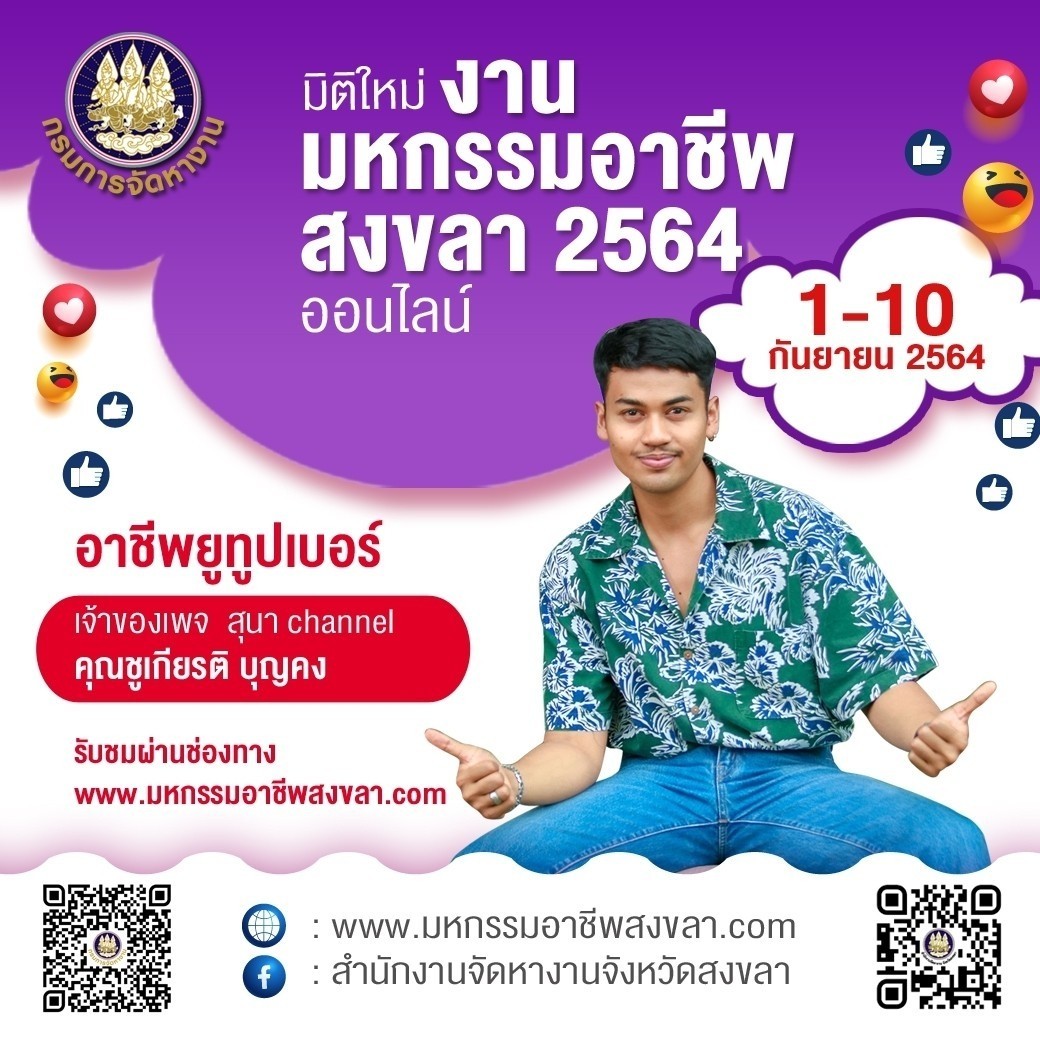 กรมการจัดหางาน
มิติใหม่ งาน
มหกรรมอาชีพ
สงขลา 2564
ออนไลน์
1-10
กันยายน 2564
อาชีพยูทูปเบอร์
เจ้าของเพจ สุนา channel
คุณชูเกียรติ บุญคง
รับชมผ่านช่องทาง
www.มหกรรมอาชีพสงขลา.com
: www.มหกรรมอาชีพสงขลา.com
: สำนักงานจัดหางานจังหวัดสงขลา